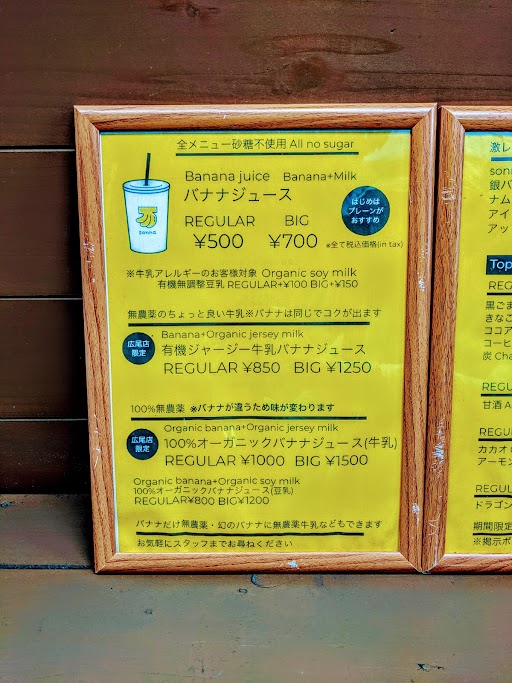 全メニュー砂糖不使用 All no sugar
Banana juice Banana+Milk
バナナジュース
はじめは
プレーンが
おすすめ
REGULAR BIG
¥500 ¥700 ※全て税込価格(in tax)
sonna
※牛乳アレルギーのお客様対象 Organic soy milk
有機無調整豆乳 REGULAR+¥100 BIG+¥150
無農薬のちょっと良い牛乳※バナナは同じでコクが出ます
広尾店
限定
Banana+Organic jersey milk
有機ジャージー牛乳バナナジュース
REGULAR ¥850 BIG ¥1250
100%無農薬 ※バナナが違うため味が変わります
広尾店
限定
Organic banana+Organic jersey milk
100%オーガニックバナナジュース(牛乳)
REGULAR ¥1000 BIG ¥1500
Organic banana+Organic soy milk
100%オーガニックバナナジュース(豆乳)
REGULAR¥800 BIG¥1200
バナナだけ無農薬・幻のバナナに無農薬牛乳などもできます
お気軽にスタッフまでお尋ねください
激レ
sonn
銀バ
ナム
アイ
アッ
Top
REG
黒ごま
きなこ
ココア
コーヒ
炭 Cha
REGU
甘酒 A
REGU
カカオ
アーモン
REGUL
ドラゴン
期間限定
※掲示ポ